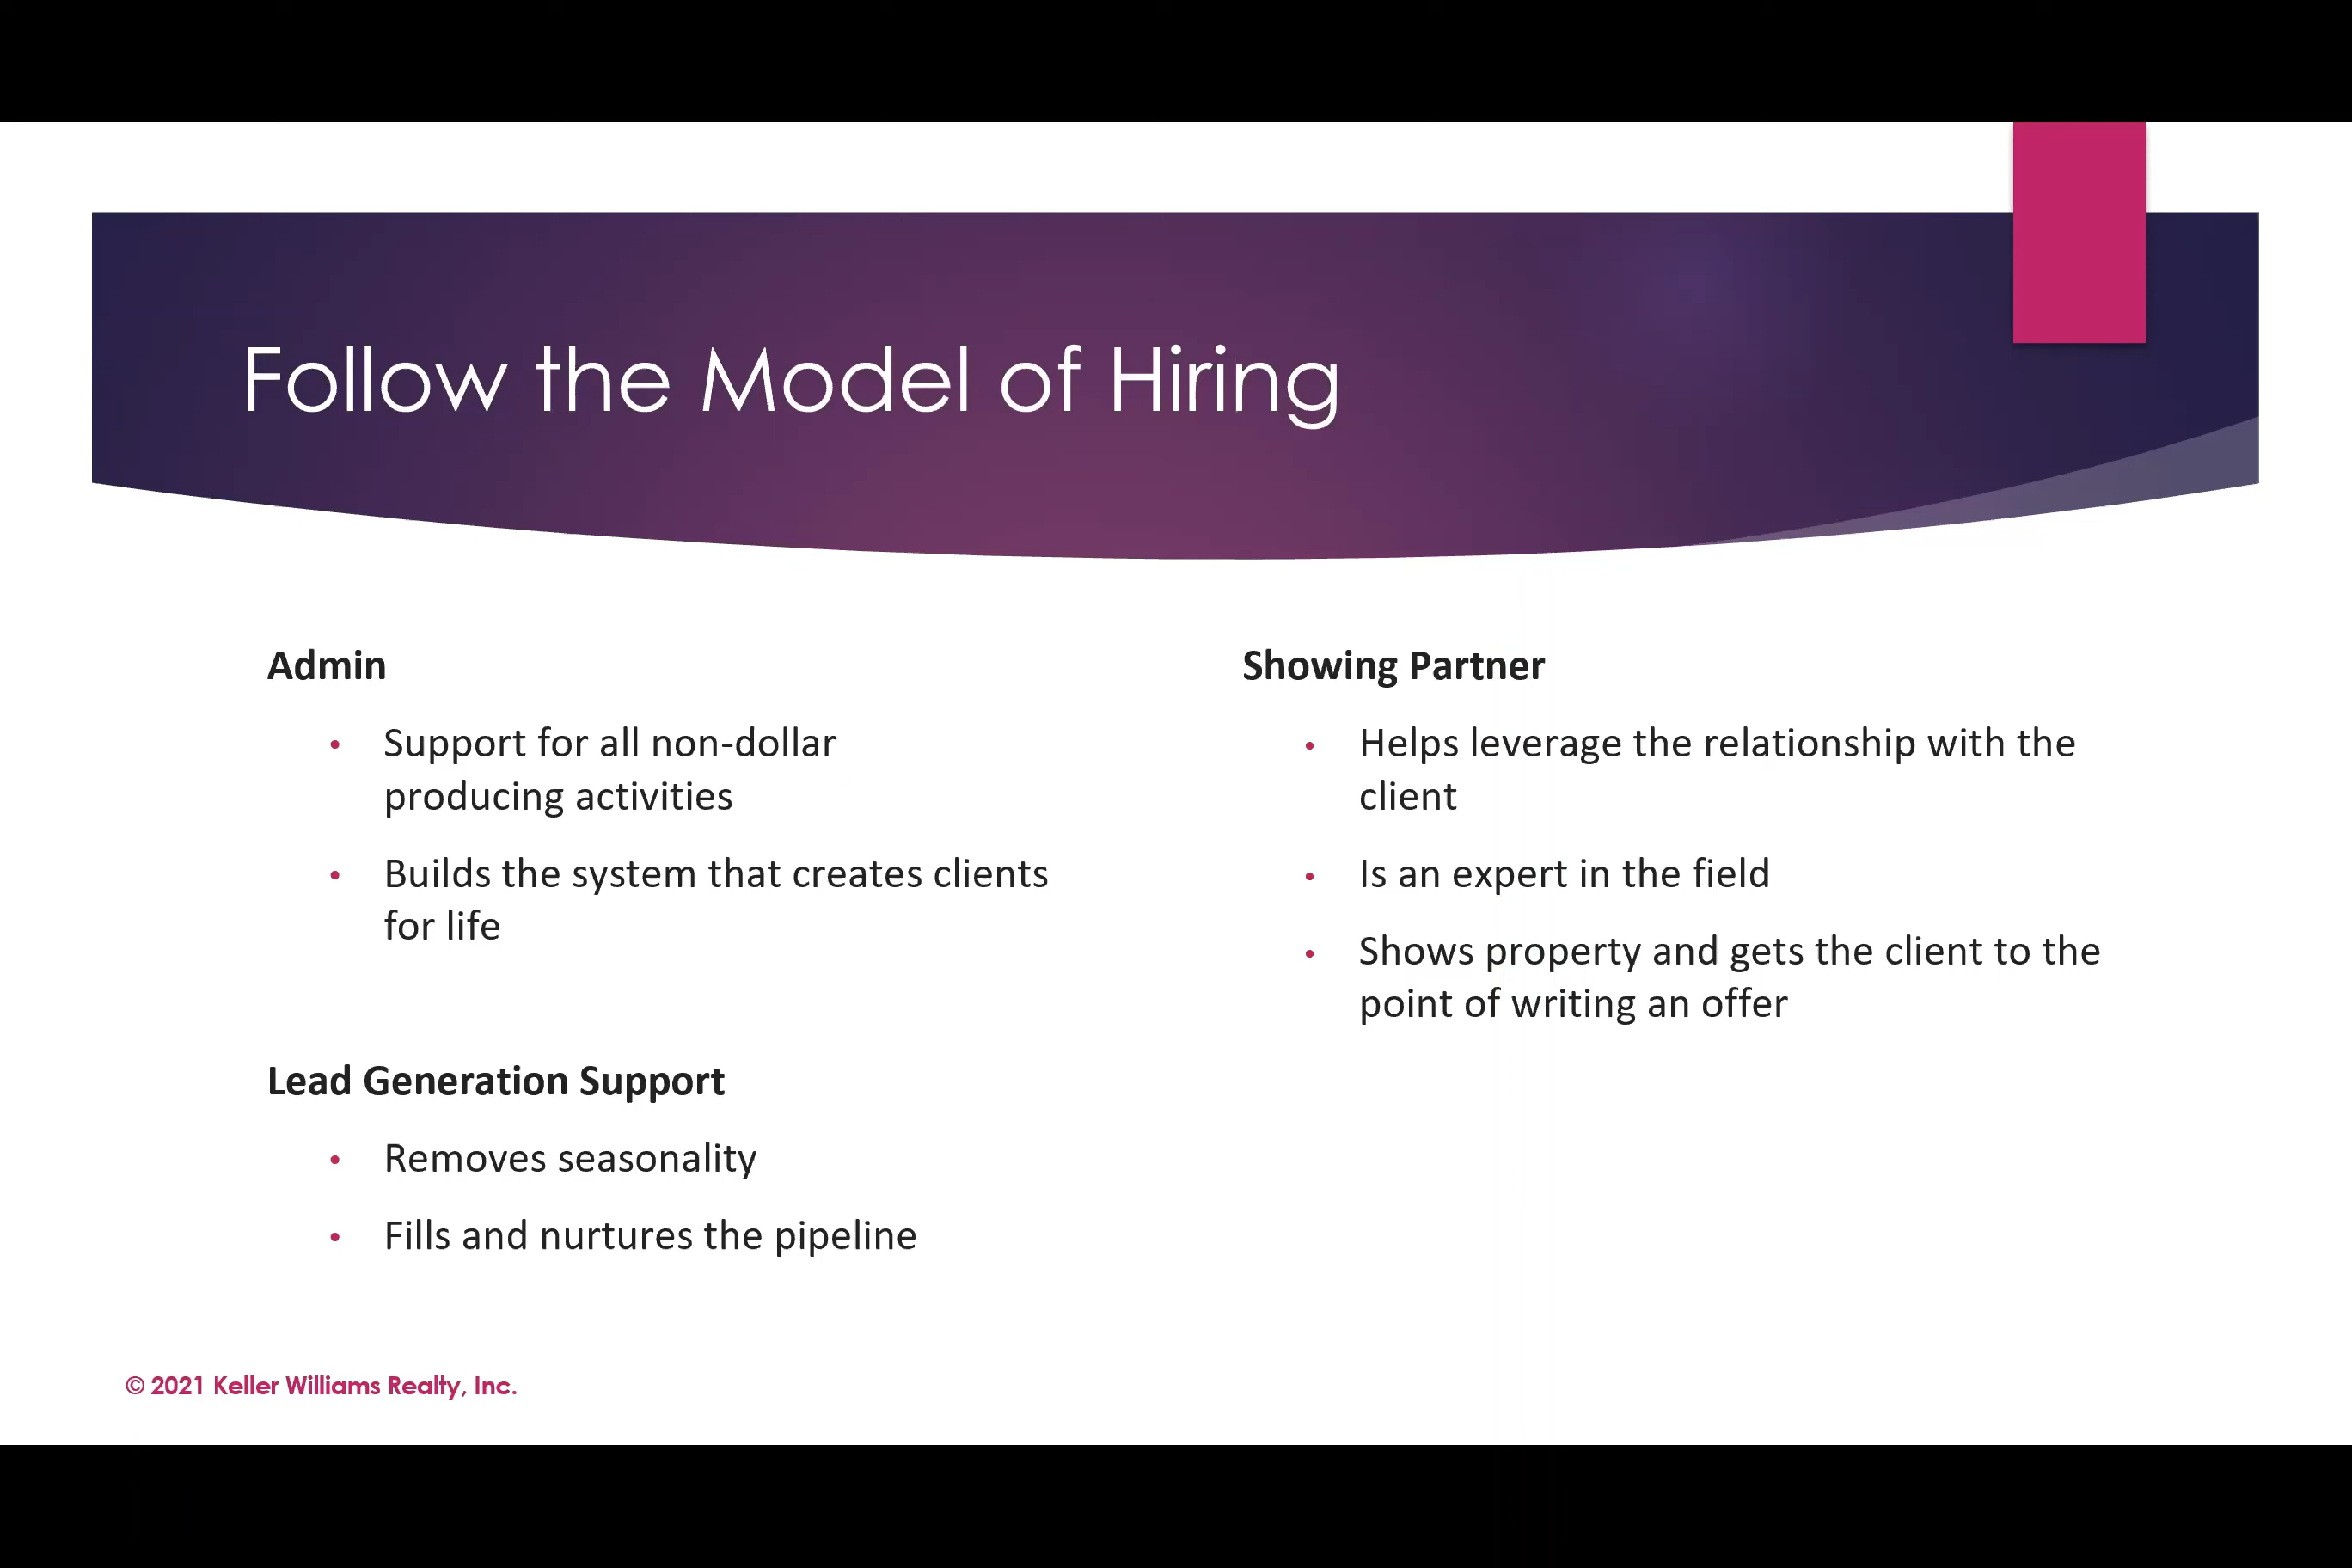 Follow the Model of Hiring
Admin
• Support for all non-dollar
producing activities
• Builds the system that creates clients
for life
Lead Generation Support
• Removes seasonality
• Fills and nurtures the pipeline
Showing Partner
• Helps leverage the relationship with the
client
• Is an expert in the field
• Shows property and gets the client to the
point of writing an offer
© 2021 Keller Williams Realty, Inc.